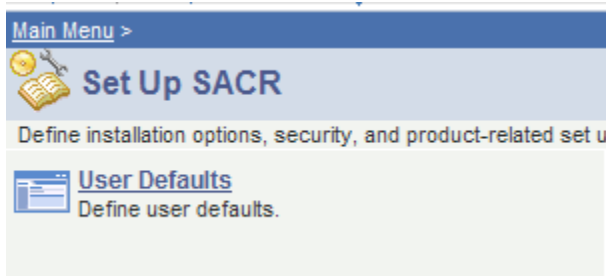 Main Menu >
Set Up SACR
Define installation options, security, and product-related set u
User Defaults
Define user defaults.